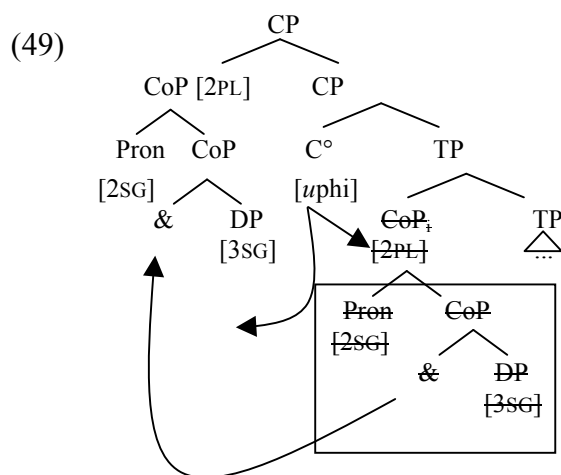 CP
(49)
CoP [2PL] CP
Pron CoP C° TP
[2SG] [uphi]
& DP CoPᵢ TP
[3SG] [2PL] ...
Pron CoP
[2SG]
& DP
[3SG]